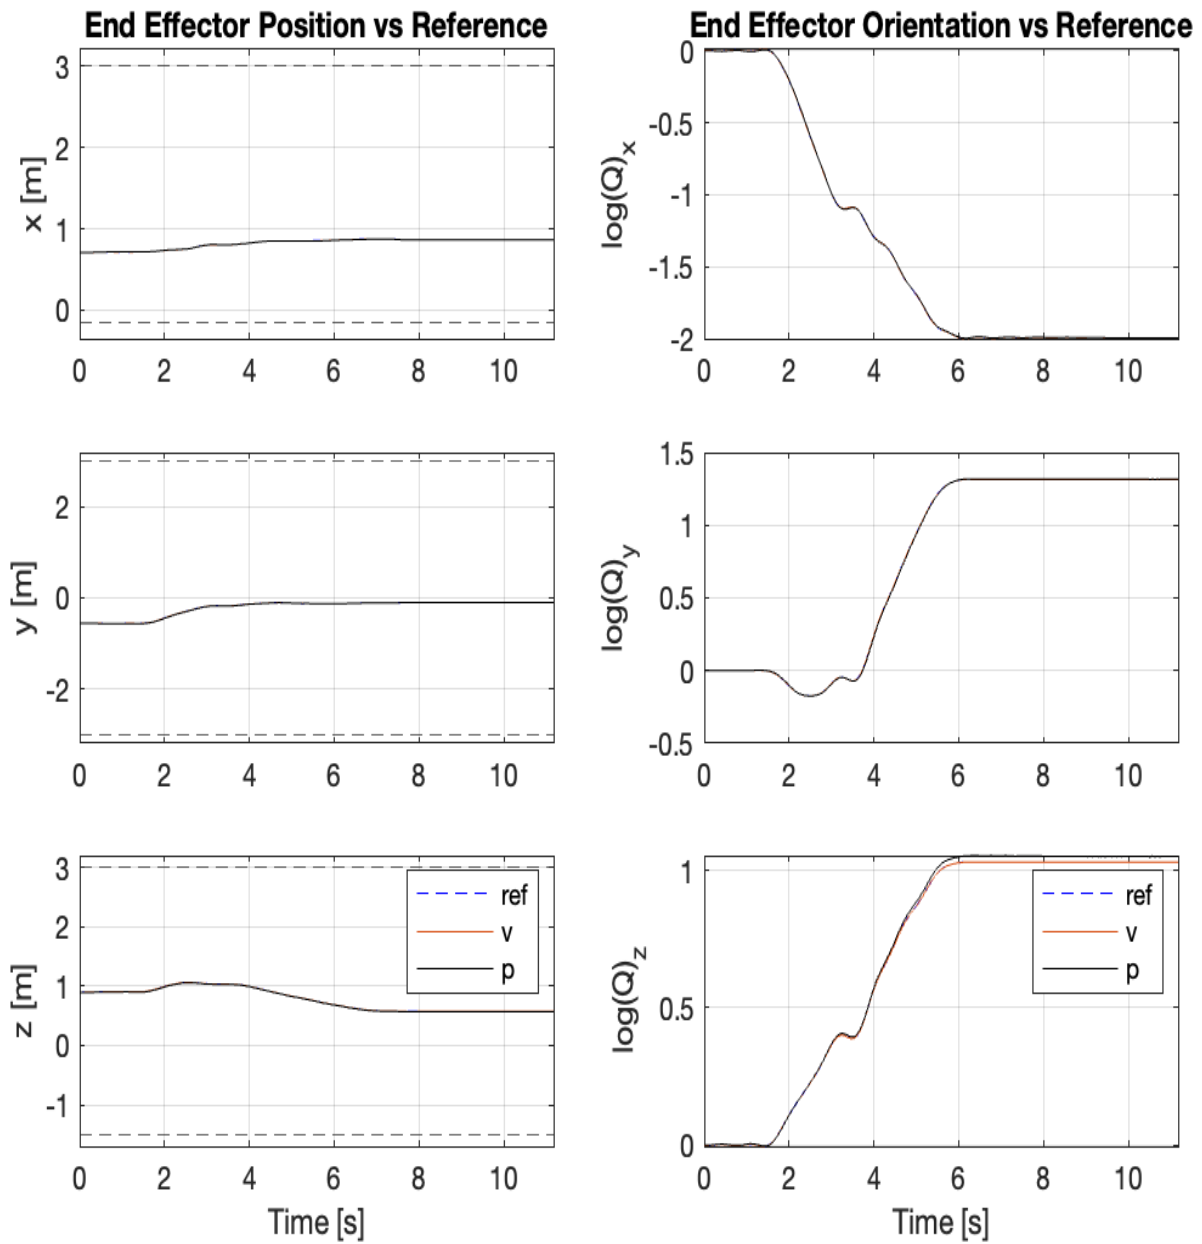 End Effector Position vs Reference
3
2
1
0
x [m]
0 2 4 6 8 10
2
0
-2
y [m]
0 2 4 6 8 10
3
2
1
0
-1
z [m]
ref
v
p
0 2 4 6 8 10
Time [s]
End Effector Orientation vs Reference
0
-0.5
-1
-1.5
-2
log(Q)x
0 2 4 6 8 10
1.5
1
0.5
0
-0.5
log(Q)y
0 2 4 6 8 10
1
0.5
0
log(Q)z
ref
v
p
0 2 4 6 8 10
Time [s]